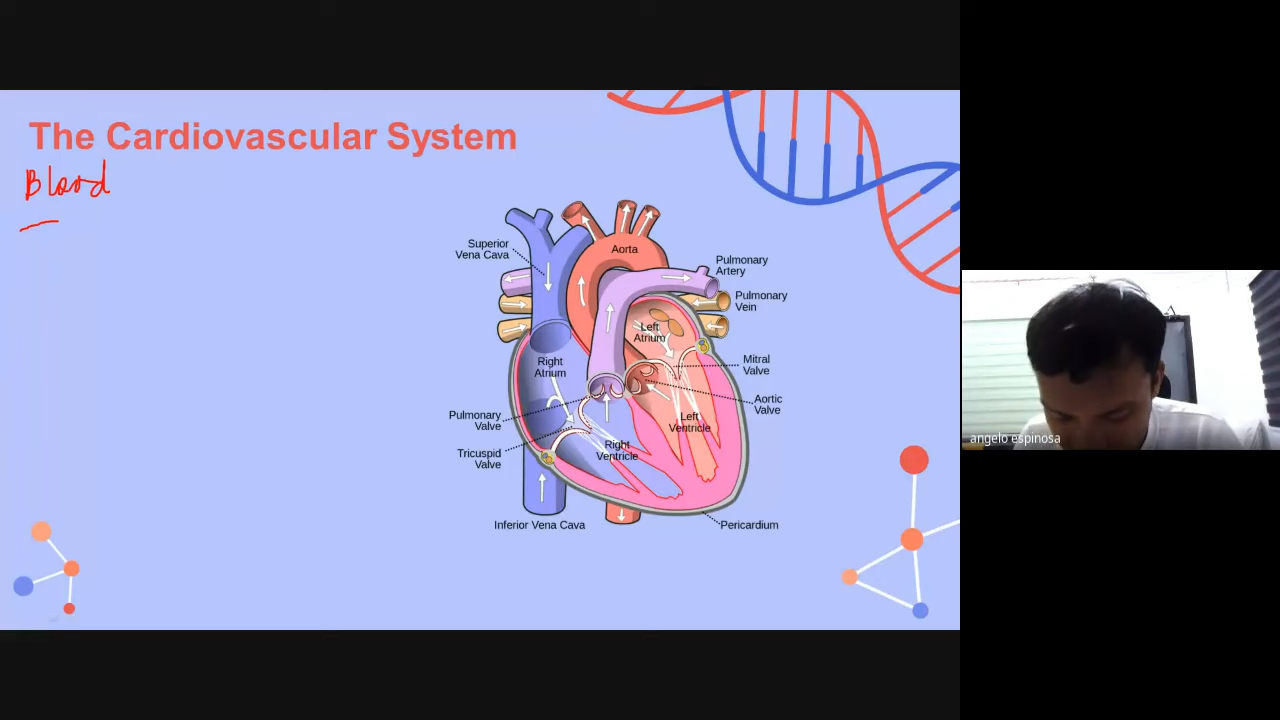 The Cardiovascular System
Blood
Superior
Vena Cava
Aorta
Pulmonary
Artery
Pulmonary
Vein
Left
Atrium
Right
Atrium
Mitral
Valve
Aortic
Valve
Pulmonary
Valve
Left
Ventricle
Tricuspid
Valve
Right
Ventricle
Inferior Vena Cava
Pericardium
angelo espinosa